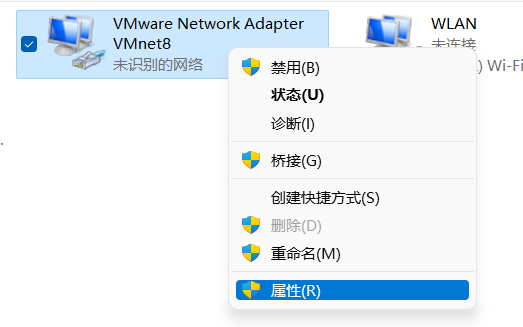 VMware Network Adapter
VMnet8
未识别的网络
WLAN
未连接
) Wi-Fi
禁用(B)
状态(U)
诊断(I)
桥接(G)
创建快捷方式(S)
删除(D)
重命名(M)
属性(R)